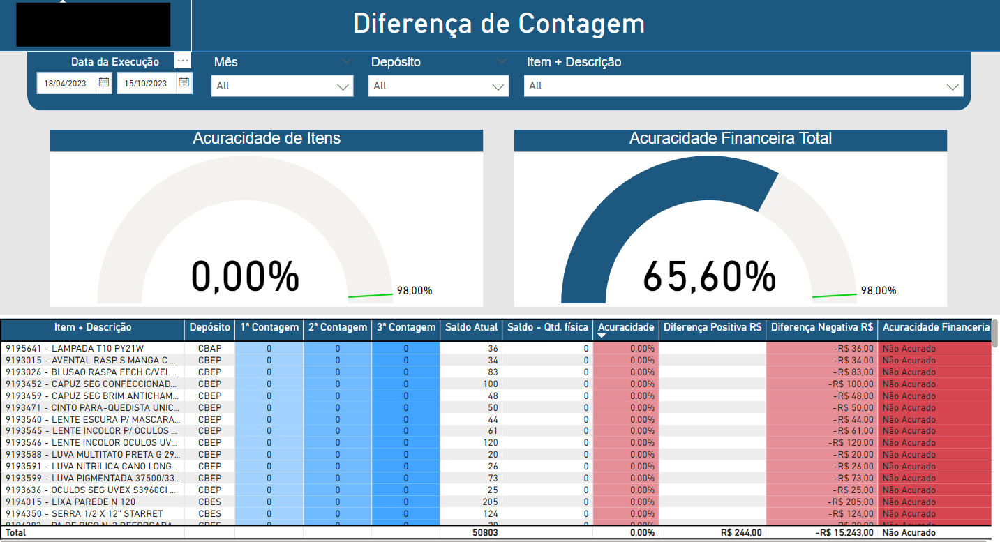 Diferença de Contagem
Data da Execução ... Mês Depósito Item + Descrição
18/04/2023 15/10/2023 All All All
Acuracidade de Itens Acuracidade Financeira Total
0,00% 98,00% 65,60% 98,00%
Item + Descrição Depósito 1ª Contagem 2ª Contagem 3ª Contagem Saldo Atual Saldo - Qtd. física Acuracidade Diferença Positiva R$ Diferença Negativa R$ Acuracidade Financeria
9195641 - LAMPADA T10 PY21W CBAP 0 0 0 36 0 0,00% -R$ 36,00 Não Acurado
9193015 - AVENTAL RASP S MANGA C ... CBEP 0 0 0 34 0 0,00% -R$ 34,00 Não Acurado
9193026 - BLUSAO RASPA FECH C/VEL... CBEP 0 0 0 83 0 0,00% -R$ 83,00 Não Acurado
9193452 - CAPUZ SEG CONFECCIONAD... CBEP 0 0 0 100 0 0,00% -R$ 100,00 Não Acurado
9193459 - CAPUZ SEG BRIM ANTICHAM... CBEP 0 0 0 48 0 0,00% -R$ 48,00 Não Acurado
9193471 - CINTO PARA-QUEDISTA UNIC... CBEP 0 0 0 50 0 0,00% -R$ 50,00 Não Acurado
9193540 - LENTE ESCURA P/ MASCARA... CBEP 0 0 0 44 0 0,00% -R$ 44,00 Não Acurado
9193545 - LENTE INCOLOR P/ OCULOS ... CBEP 0 0 0 61 0 0,00% -R$ 61,00 Não Acurado
9193546 - LENTE INCOLOR OCULOS UV... CBEP 0 0 0 120 0 0,00% -R$ 120,00 Não Acurado
9193588 - LUVA MULTITATO PRETA G 29... CBEP 0 0 0 20 0 0,00% -R$ 20,00 Não Acurado
9193591 - LUVA NITRILICA CANO LONG... CBEP 0 0 0 26 0 0,00% -R$ 26,00 Não Acurado
9193599 - LUVA PIGMENTADA 37500/33... CBEP 0 0 0 73 0 0,00% -R$ 73,00 Não Acurado
9193636 - OCULOS SEG UVEX S3960CI ... CBEP 0 0 0 25 0 0,00% -R$ 25,00 Não Acurado
9194015 - LIXA PAREDE N 120 CBES 0 0 0 205 0 0,00% -R$ 205,00 Não Acurado
9194350 - SERRA 1/2 X 12" STARRET CBES 0 0 0 124 0 0,00% -R$ 124,00 Não Acurado
Total 50803 0,00% R$ 244,00 -R$ 15.243,00 Não Acurado